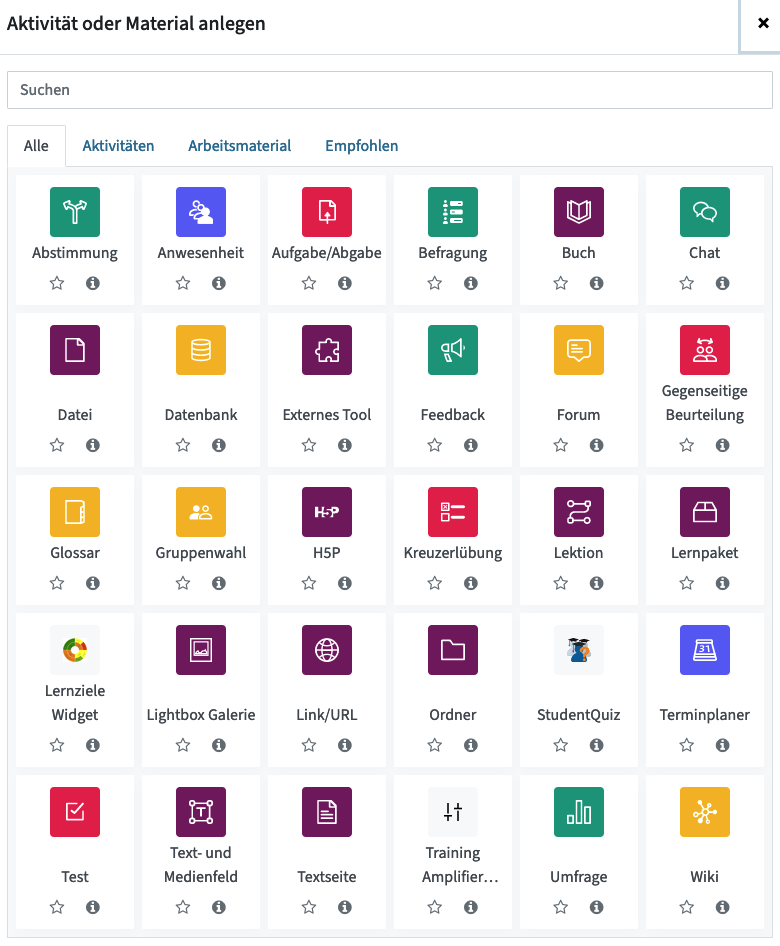 Aktivität oder Material anlegen
Suchen
Alle Aktivitäten Arbeitsmaterial Empfohlen
Abstimmung Anwesenheit Aufgabe/Abgabe Befragung Buch Chat
Datei Datenbank Externes Tool Feedback Forum Gegenseitige Beurteilung
H5P
Glossar Gruppenwahl H5P Kreuzerlübung Lektion Lernpaket
31
Lernziele Widget Lightbox Galerie Link/URL Ordner StudentQuiz Terminplaner
T
Test Text- und Medienfeld Textseite Training Amplifier… Umfrage Wiki